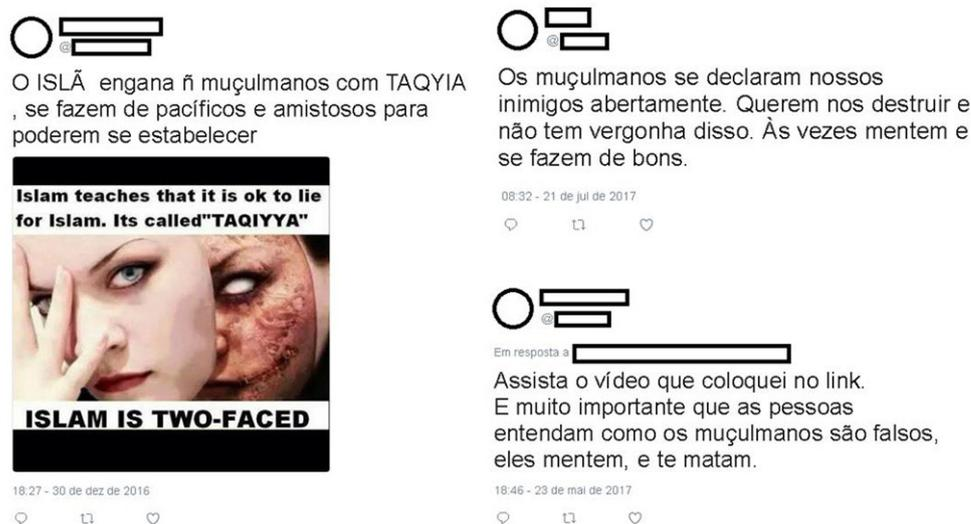 @
O ISLÃ engana ñ muçulmanos com TAQYIA
, se fazem de pacíficos e amistosos para
poderem se estabelecer
Islam teaches that it is ok to lie
for Islam. Its called"TAQIYYA"
ISLAM IS TWO-FACED
18:27 - 30 de dez de 2016
@
Os muçulmanos se declaram nossos
inimigos abertamente. Querem nos destruir e
não tem vergonha disso. Às vezes mentem e
se fazem de bons.
08:32 - 21 de jul de 2017
@
Em resposta a
Assista o vídeo que coloquei no link.
E muito importante que as pessoas
entendam como os muçulmanos são falsos,
eles mentem, e te matam.
18:46 - 23 de mai de 2017